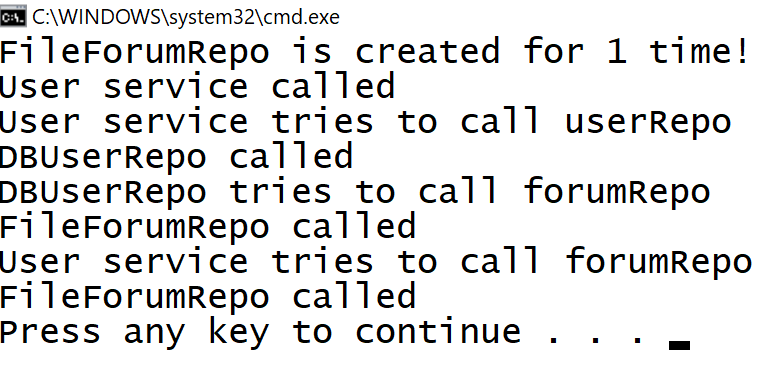 C:\WINDOWS\system32\cmd.exe
FileForumRepo is created for 1 time!
User service called
User service tries to call userRepo
DBUserRepo called
DBUserRepo tries to call forumRepo
FileForumRepo called
User service tries to call forumRepo
FileForumRepo called
Press any key to continue . . .